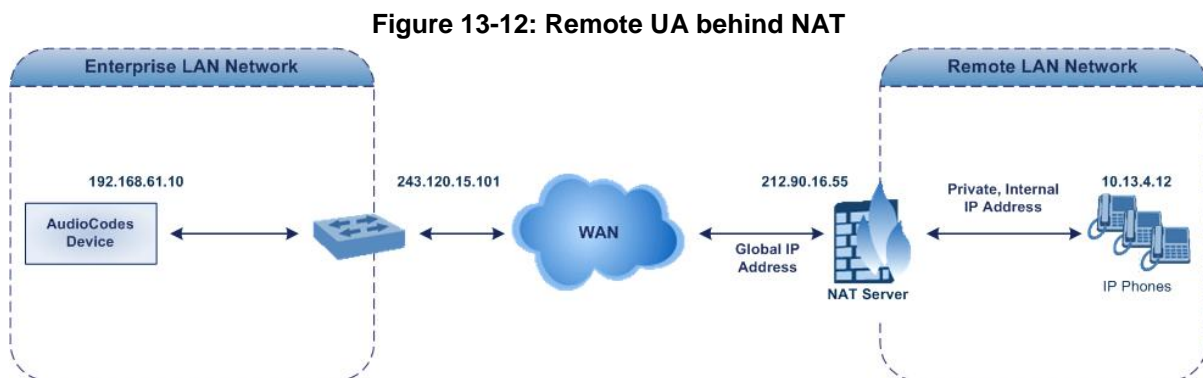 Figure 13-12: Remote UA behind NAT
Enterprise LAN Network
Remote LAN Network
192.168.61.10
AudioCodes
Device
243.120.15.101
WAN
212.90.16.55
Global IP
Address
NAT Server
Private, Internal
IP Address
10.13.4.12
IP Phones